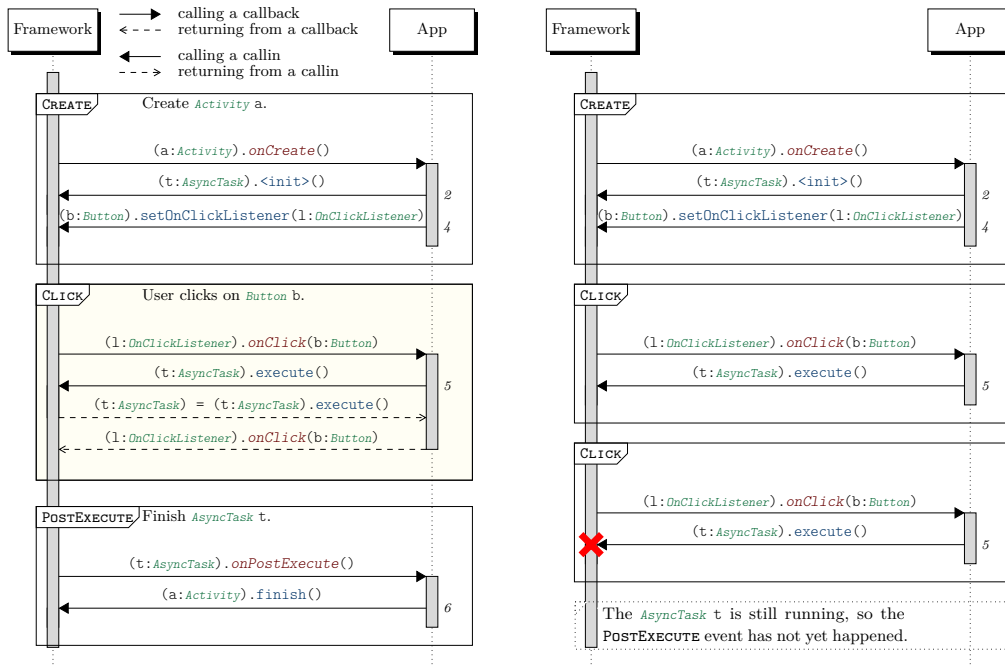 Framework
calling a callback
returning from a callback
App
calling a callin
returning from a callin
CREATE
Create Activity a.
(a:Activity).onCreate()
(t:AsyncTask).<init>()
2
(b:Button).setOnClickListener(l:OnClickListener)
4
CLICK
User clicks on Button b.
(l:OnClickListener).onClick(b:Button)
(t:AsyncTask).execute()
5
(t:AsyncTask) = (t:AsyncTask).execute()
(l:OnClickListener).onClick(b:Button)
POSTEXECUTE
Finish AsyncTask t.
(t:AsyncTask).onPostExecute()
(a:Activity).finish()
6
Framework
App
CREATE
(a:Activity).onCreate()
(t:AsyncTask).<init>()
2
(b:Button).setOnClickListener(l:OnClickListener)
4
CLICK
(l:OnClickListener).onClick(b:Button)
(t:AsyncTask).execute()
5
CLICK
(l:OnClickListener).onClick(b:Button)
(t:AsyncTask).execute()
5
The AsyncTask t is still running, so the
POSTEXECUTE event has not yet happened.